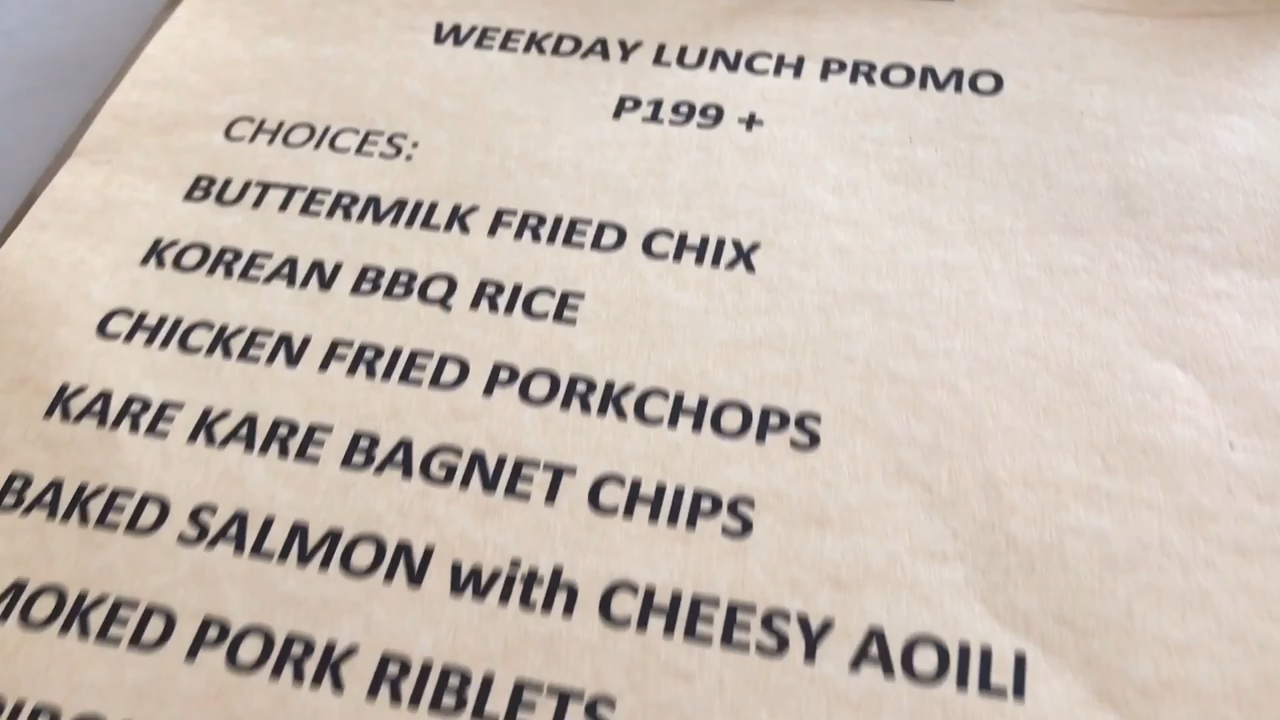 WEEKDAY LUNCH PROMO
P199 +
CHOICES:
BUTTERMILK FRIED CHIX
KOREAN BBQ RICE
CHICKEN FRIED PORKCHOPS
KARE KARE BAGNET CHIPS
BAKED SALMON with CHEESY AOILI
MOKED PORK RIBLETS